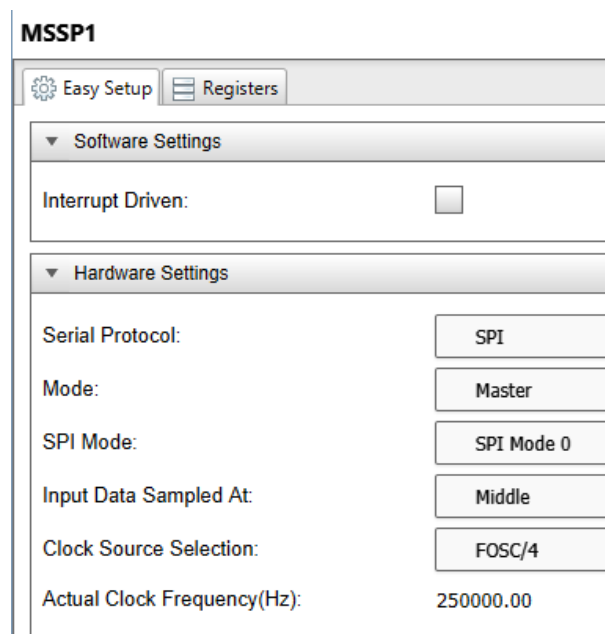 MSSP1
Easy Setup Registers
Software Settings
Interrupt Driven:
Hardware Settings
Serial Protocol: SPI
Mode: Master
SPI Mode: SPI Mode 0
Input Data Sampled At: Middle
Clock Source Selection: FOSC/4
Actual Clock Frequency(Hz): 250000.00